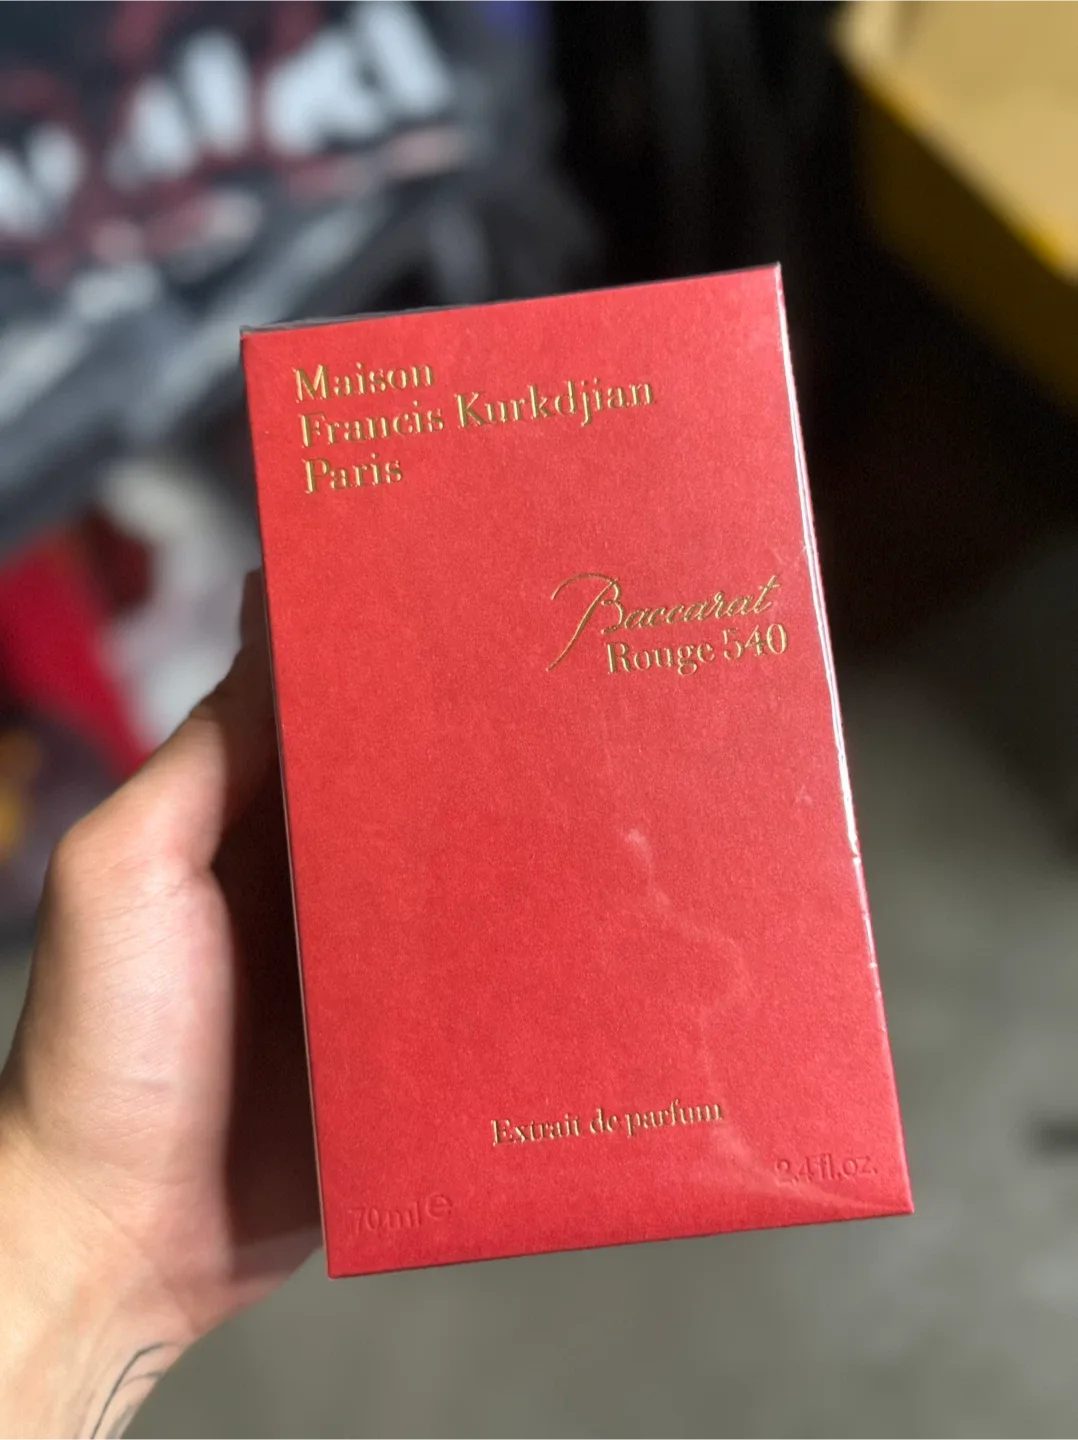 Maison
Francis Kurkdjian
Paris
Baccarat
Rouge 540
Extrait de parfum
70 ml ℮
2.4 fl.oz.